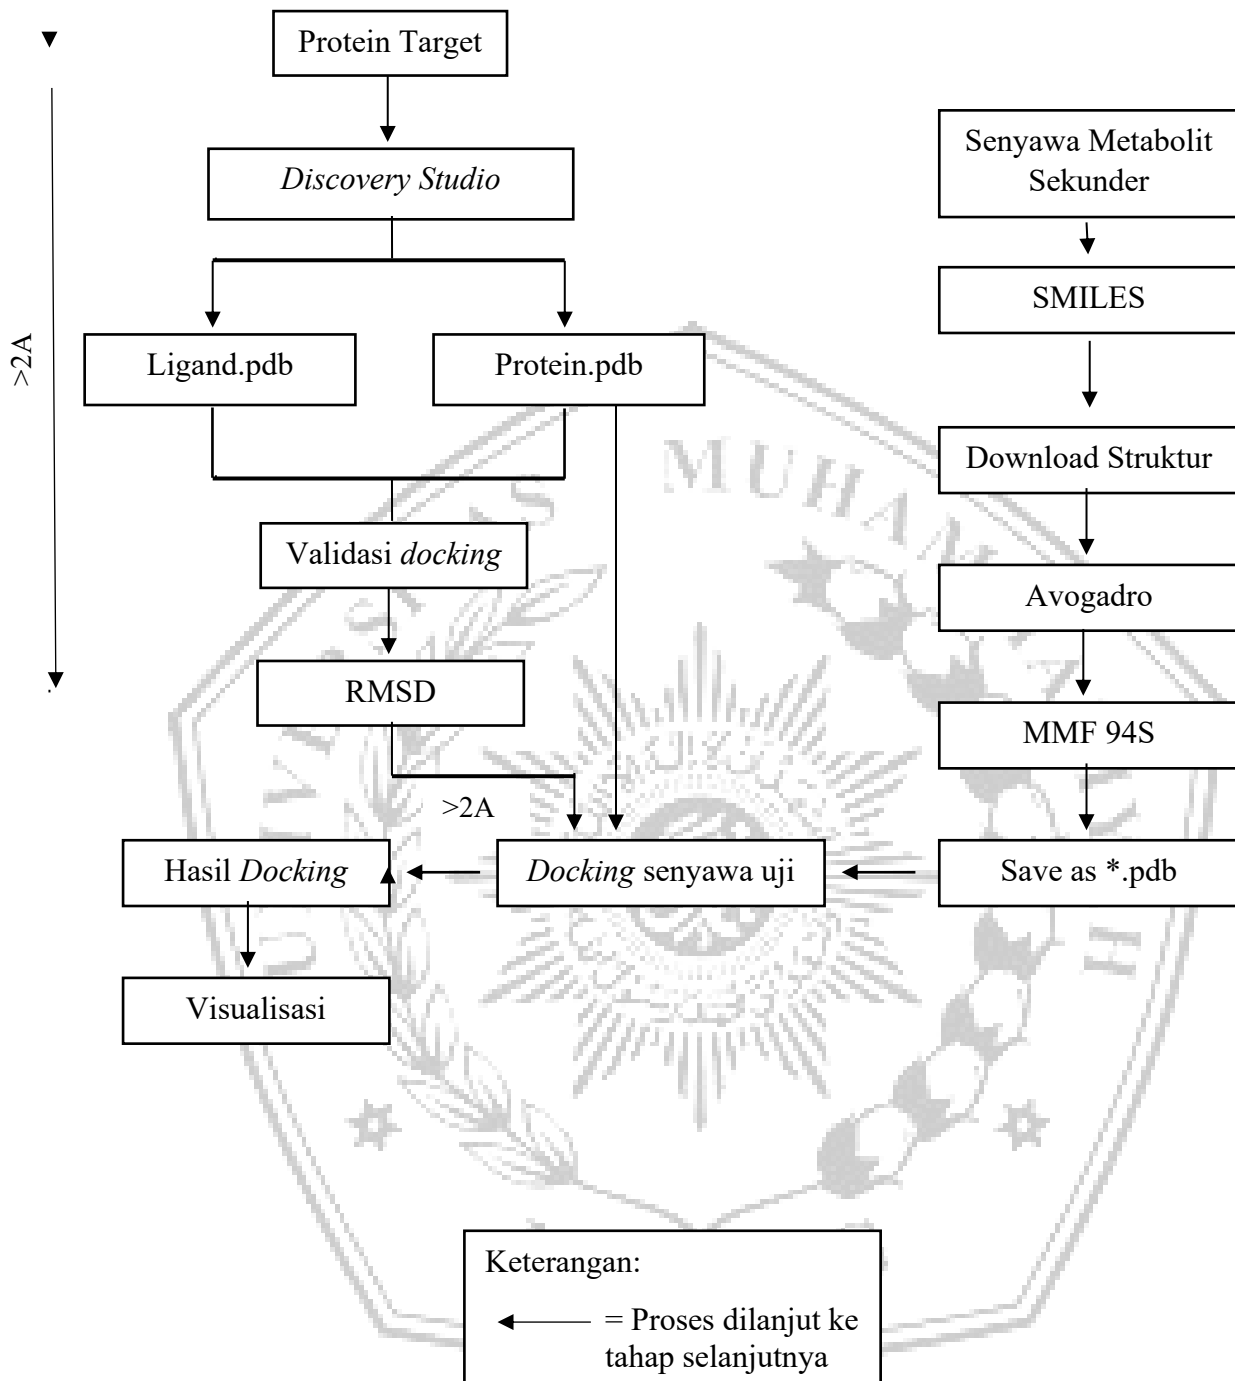 Protein Target
Discovery Studio
Senyawa Metabolit
Sekunder
SMILES
>2A
Ligand.pdb
Protein.pdb
Download Struktur
Validasi docking
Avogadro
RMSD
MMF 94S
>2A
Hasil Docking
Docking senyawa uji
Save as *.pdb
Visualisasi
Keterangan:
= Proses dilanjut ke
tahap selanjutnya